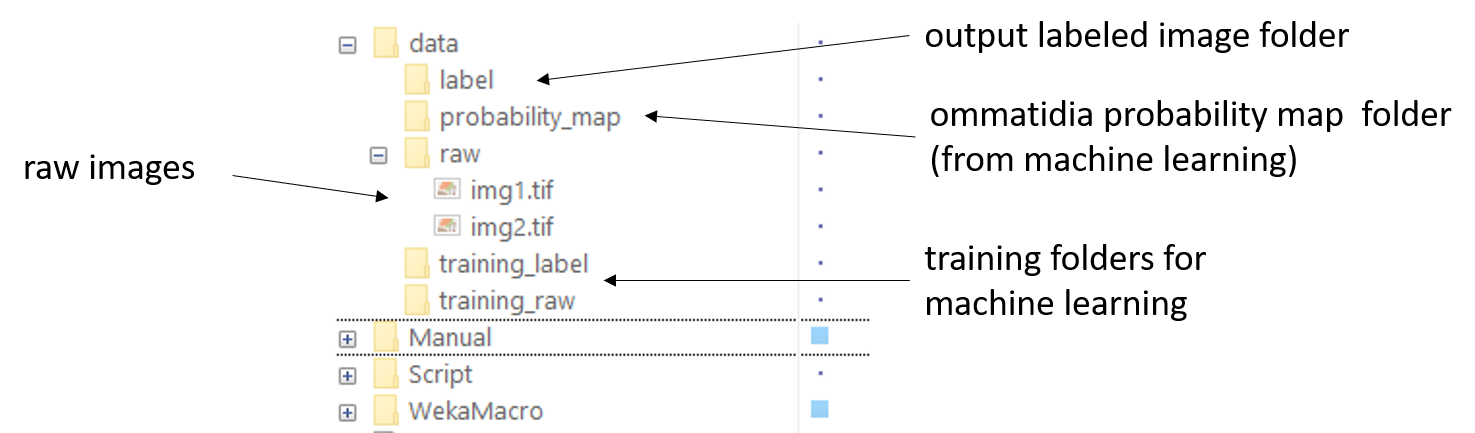 data
label
probability_map
raw
img1.tif
img2.tif
training_label
training_raw
Manual
Script
WekaMacro
raw images
output labeled image folder
ommatidia probability map  folder
(from machine learning)
training folders for
machine learning